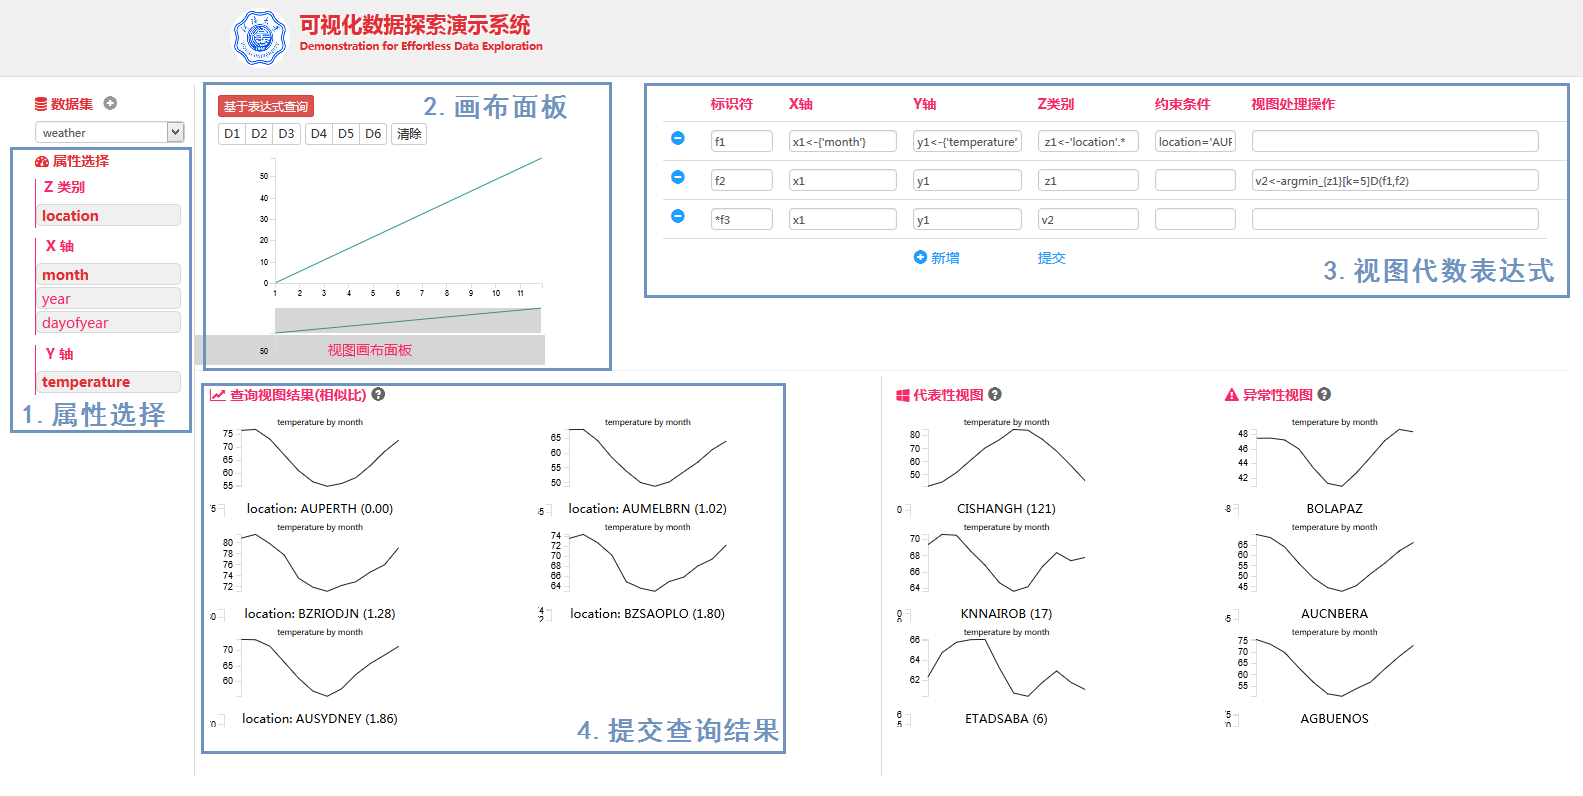 可视化数据探索演示系统
Demonstration for Effortless Data Exploration
数据集
weather
属性选择
Z 类别
location
X 轴
month
year
dayofyear
Y 轴
temperature
1. 属性选择
基于表达式查询
2. 画布面板
D1 D2 D3 D4 D5 D6 清除
50
40
30
20
10
0
1 2 3 4 5 6 7 8 9 10 11
50
视图画布面板
标识符 X轴 Y轴 Z类别 约束条件 视图处理操作
f1 x1<-{'month'} y1<-{'temperature' z1<-'location'.* location='AUF
f2 x1 y1 z1 v2<-argmin_{z1}[k=5]D(f1,f2)
*f3 x1 y1 v2
新增 提交
3. 视图代数表达式
查询视图结果(相似比)
temperature by month
75
70
65
60
55
location: AUPERTH (0.00)
temperature by month
65
60
55
50
location: AUMELBRN (1.02)
temperature by month
80
78
76
74
72
location: BZRIODJN (1.28)
temperature by month
74
72
70
68
66
64
location: BZSAOPLO (1.80)
temperature by month
70
65
60
location: AUSYDNEY (1.86)
4. 提交查询结果
代表性视图
temperature by month
80
70
60
50
CISHANGH (121)
temperature by month
70
68
66
64
KNNAIROB (17)
temperature by month
66
64
62
ETADSABA (6)
异常性视图
temperature by month
48
46
44
42
BOLAPAZ
temperature by month
65
60
55
50
45
AUCNBERA
temperature by month
75
70
65
60
55
AGBUENOS